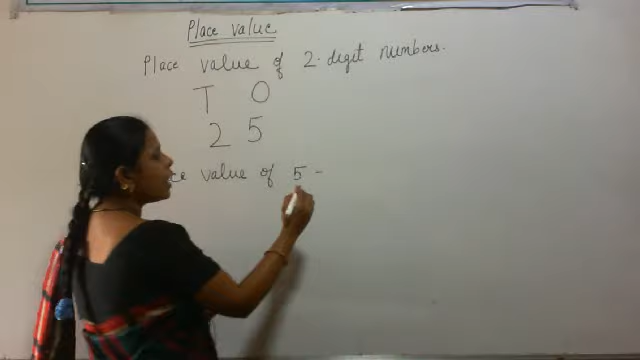 Place value
Place value of 2-digit numbers.
T O
2 5
value of 5 -